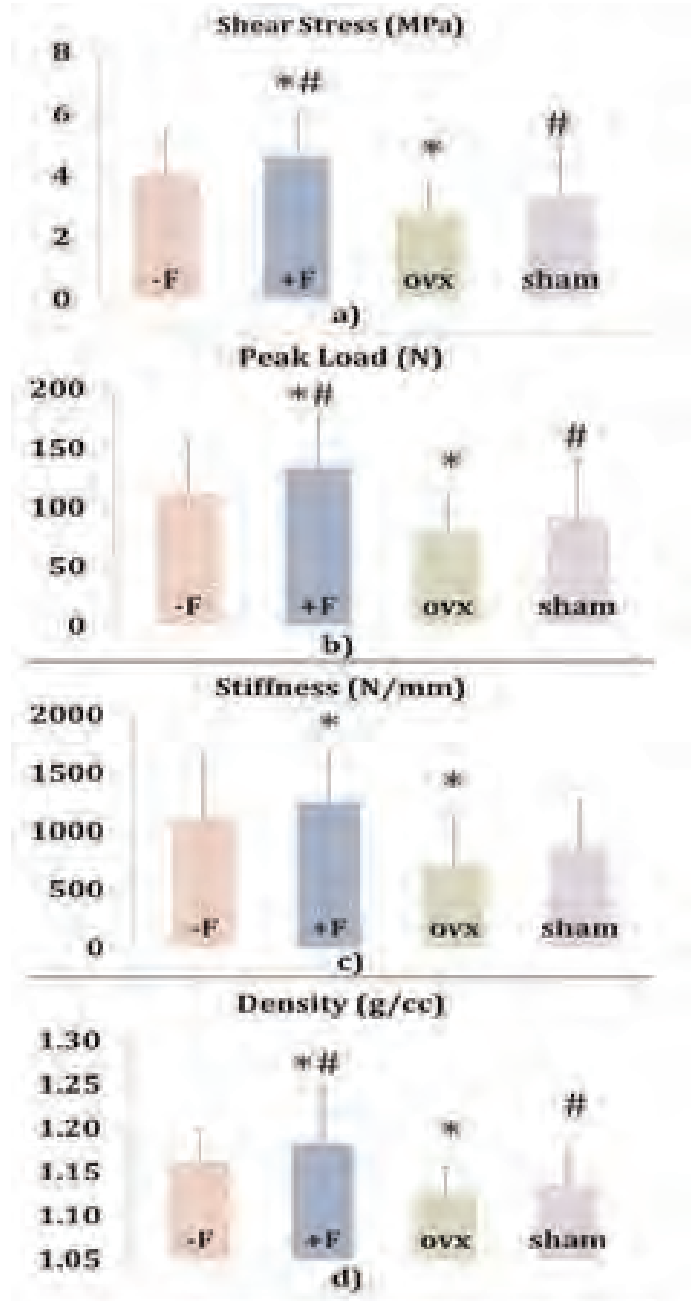 Shear Stress (MPa)
8
*#
6
#
*
4
2
-F +F ovx sham
0
a)
Peak Load (N)
200
*#
#
150
*
100
50
-F +F ovx sham
0
b)
Stiffness (N/mm)
2000
*
1500
*
1000
500
-F +F ovx sham
0
c)
Density (g/cc)
1.30
*#
1.25
#
1.20
*
1.15
1.10
-F +F ovx sham
1.05
d)